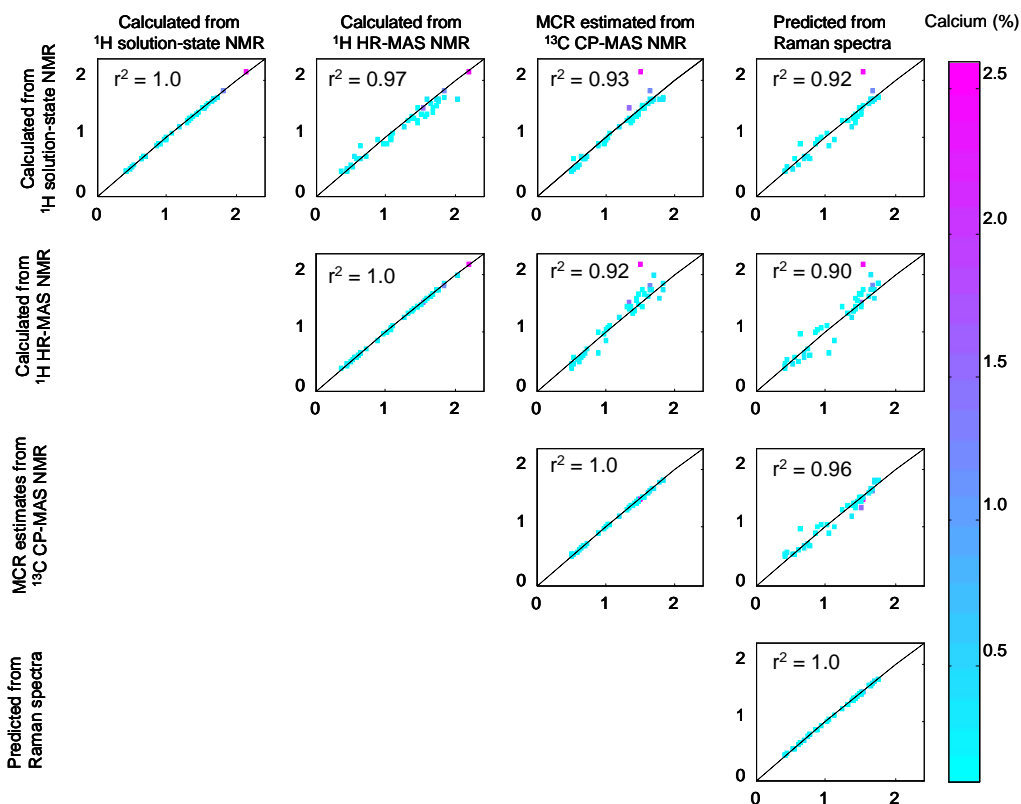 Calculated from
¹H solution-state NMR
Calculated from
¹H HR-MAS NMR
MCR estimated from
¹³C CP-MAS NMR
Predicted from
Raman spectra
Calcium (%)
Calculated from
¹H solution-state NMR
2
1
0
r² = 1.0
0 1 2
2
1
0
r² = 0.97
0 1 2
2
1
0
r² = 0.93
0 1 2
2
1
0
r² = 0.92
0 1 2
Calculated from
¹H HR-MAS NMR
2
1
0
r² = 1.0
0 1 2
2
1
0
r² = 0.92
0 1 2
2
1
0
r² = 0.90
0 1 2
MCR estimates from
¹³C CP-MAS NMR
2
1
0
r² = 1.0
0 1 2
2
1
0
r² = 0.96
0 1 2
Predicted from
Raman spectra
2
1
0
r² = 1.0
0 1 2
2.5
2.0
1.5
1.0
0.5